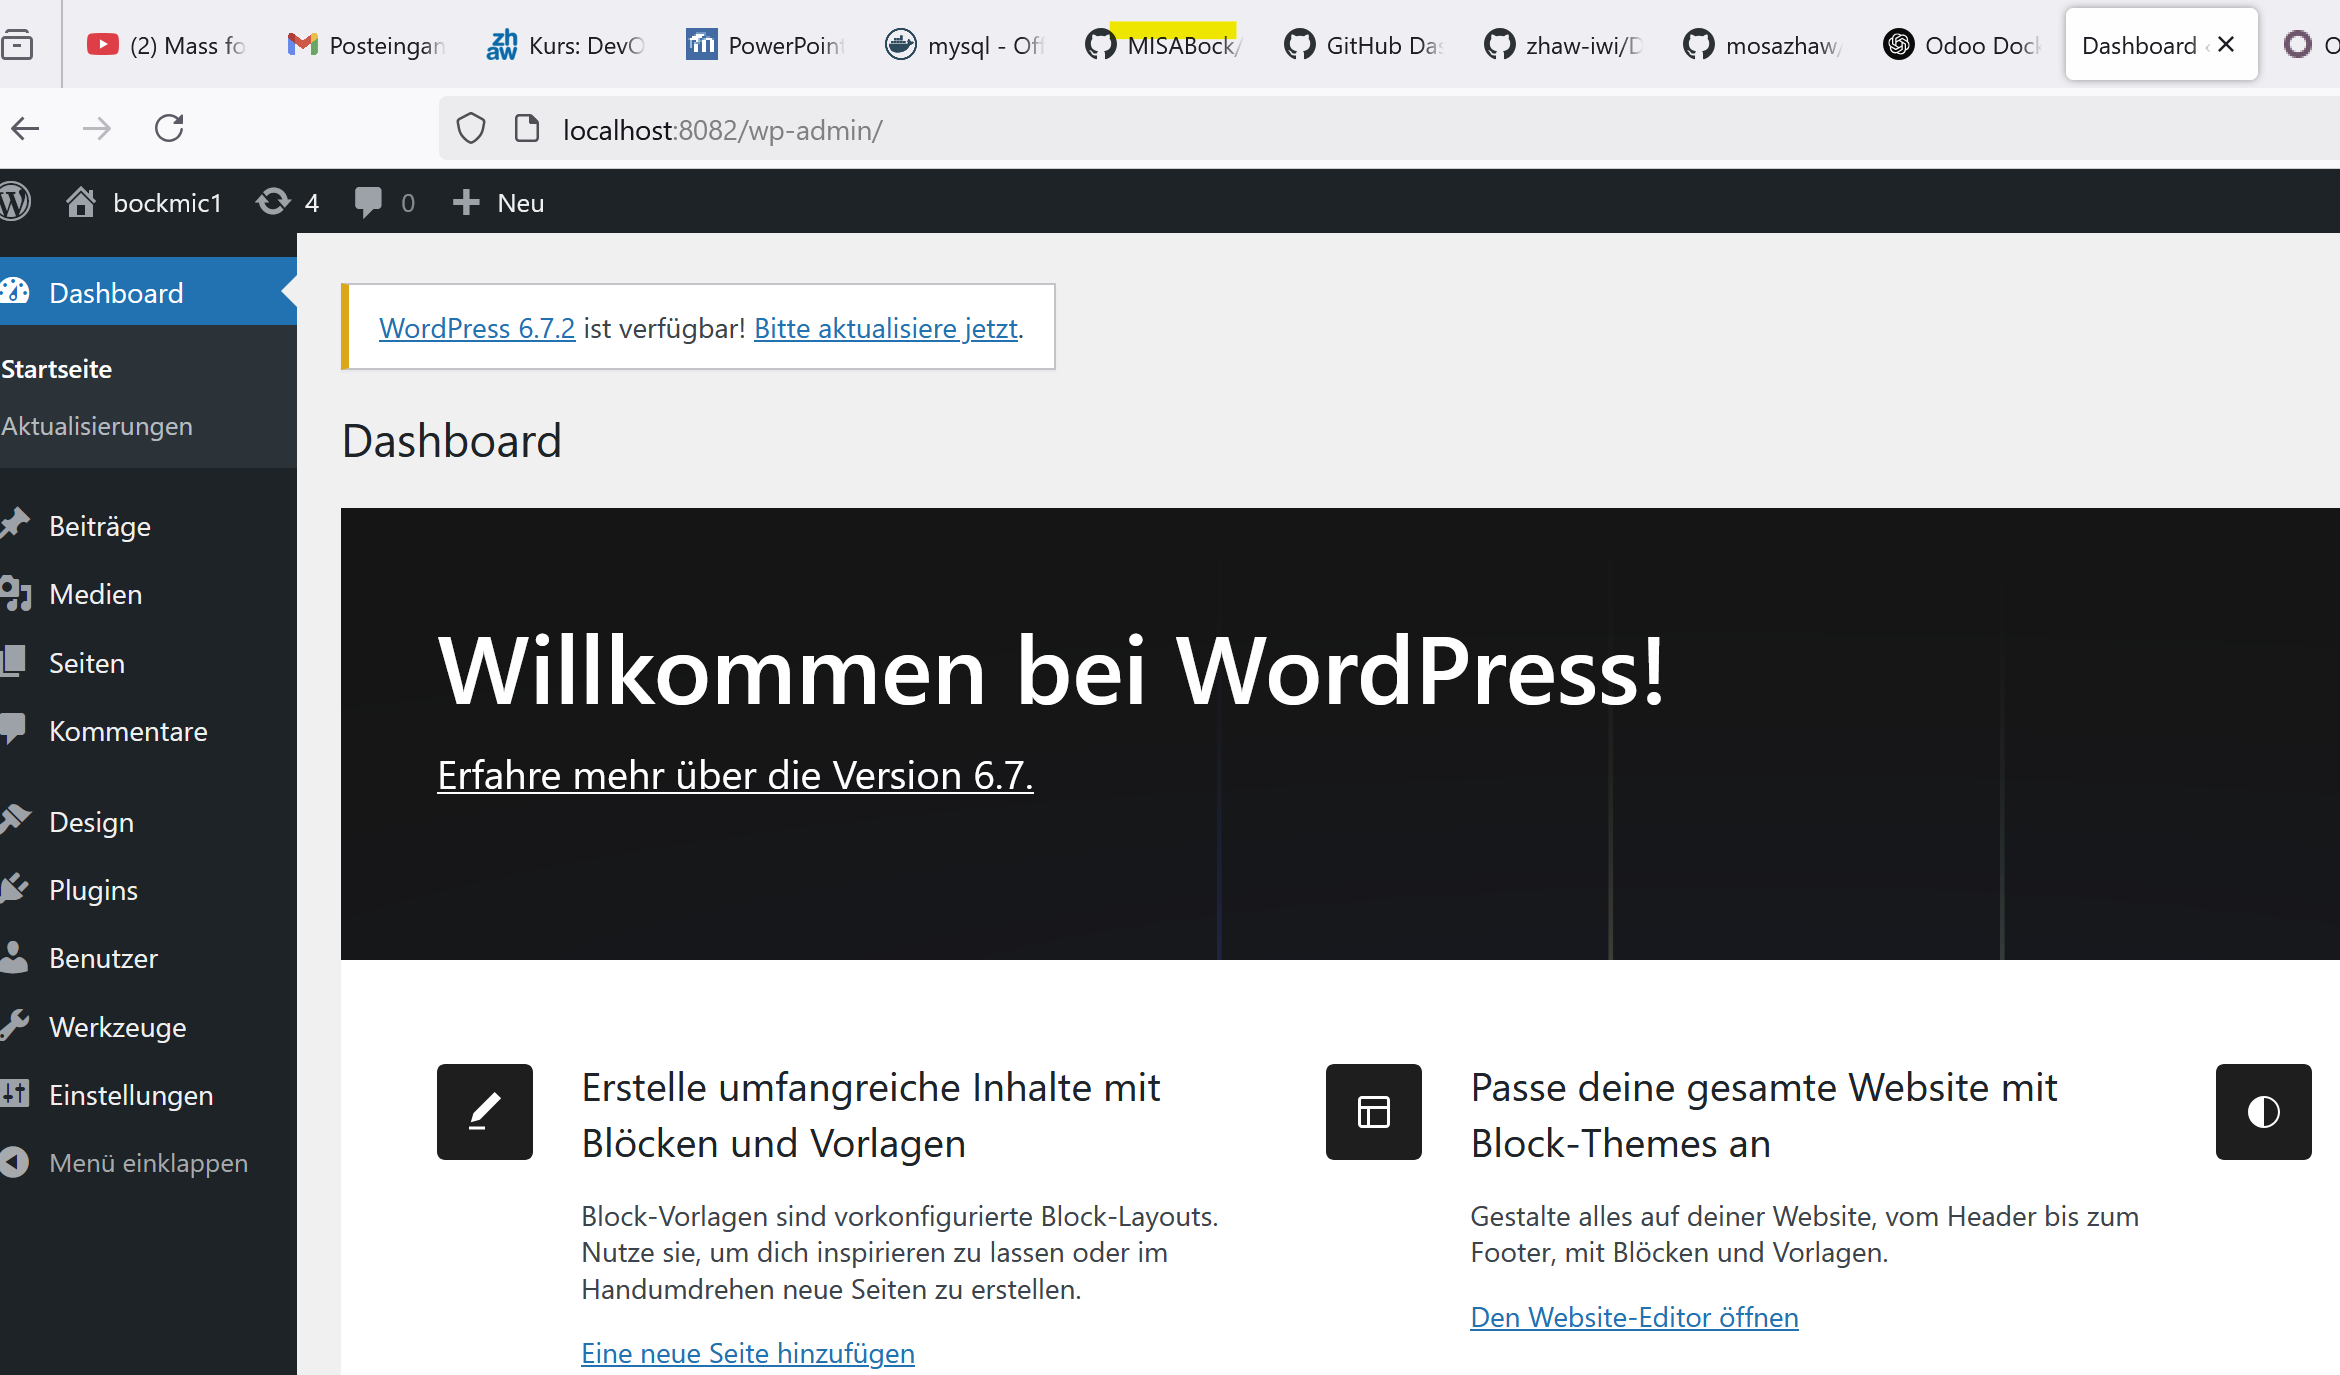 (2) Mass fo
Posteingan
zh aw Kurs: DevO
PowerPoint
mysql - Off
MISABock/
GitHub Das
zhaw-iwi/D
mosazhaw/
Odoo Dock
Dashboard
localhost:8082/wp-admin/
bockmic1
4
0
Neu
Dashboard
Startseite
Aktualisierungen
Beiträge
Medien
Seiten
Kommentare
Design
Plugins
Benutzer
Werkzeuge
Einstellungen
Menü einklappen
WordPress 6.7.2 ist verfügbar! Bitte aktualisiere jetzt.
Dashboard
Willkommen bei WordPress!
Erfahre mehr über die Version 6.7.
Erstelle umfangreiche Inhalte mit
Blöcken und Vorlagen
Block-Vorlagen sind vorkonfigurierte Block-Layouts.
Nutze sie, um dich inspirieren zu lassen oder im
Handumdrehen neue Seiten zu erstellen.
Eine neue Seite hinzufügen
Passe deine gesamte Website mit
Block-Themes an
Gestalte alles auf deiner Website, vom Header bis zum
Footer, mit Blöcken und Vorlagen.
Den Website-Editor öffnen